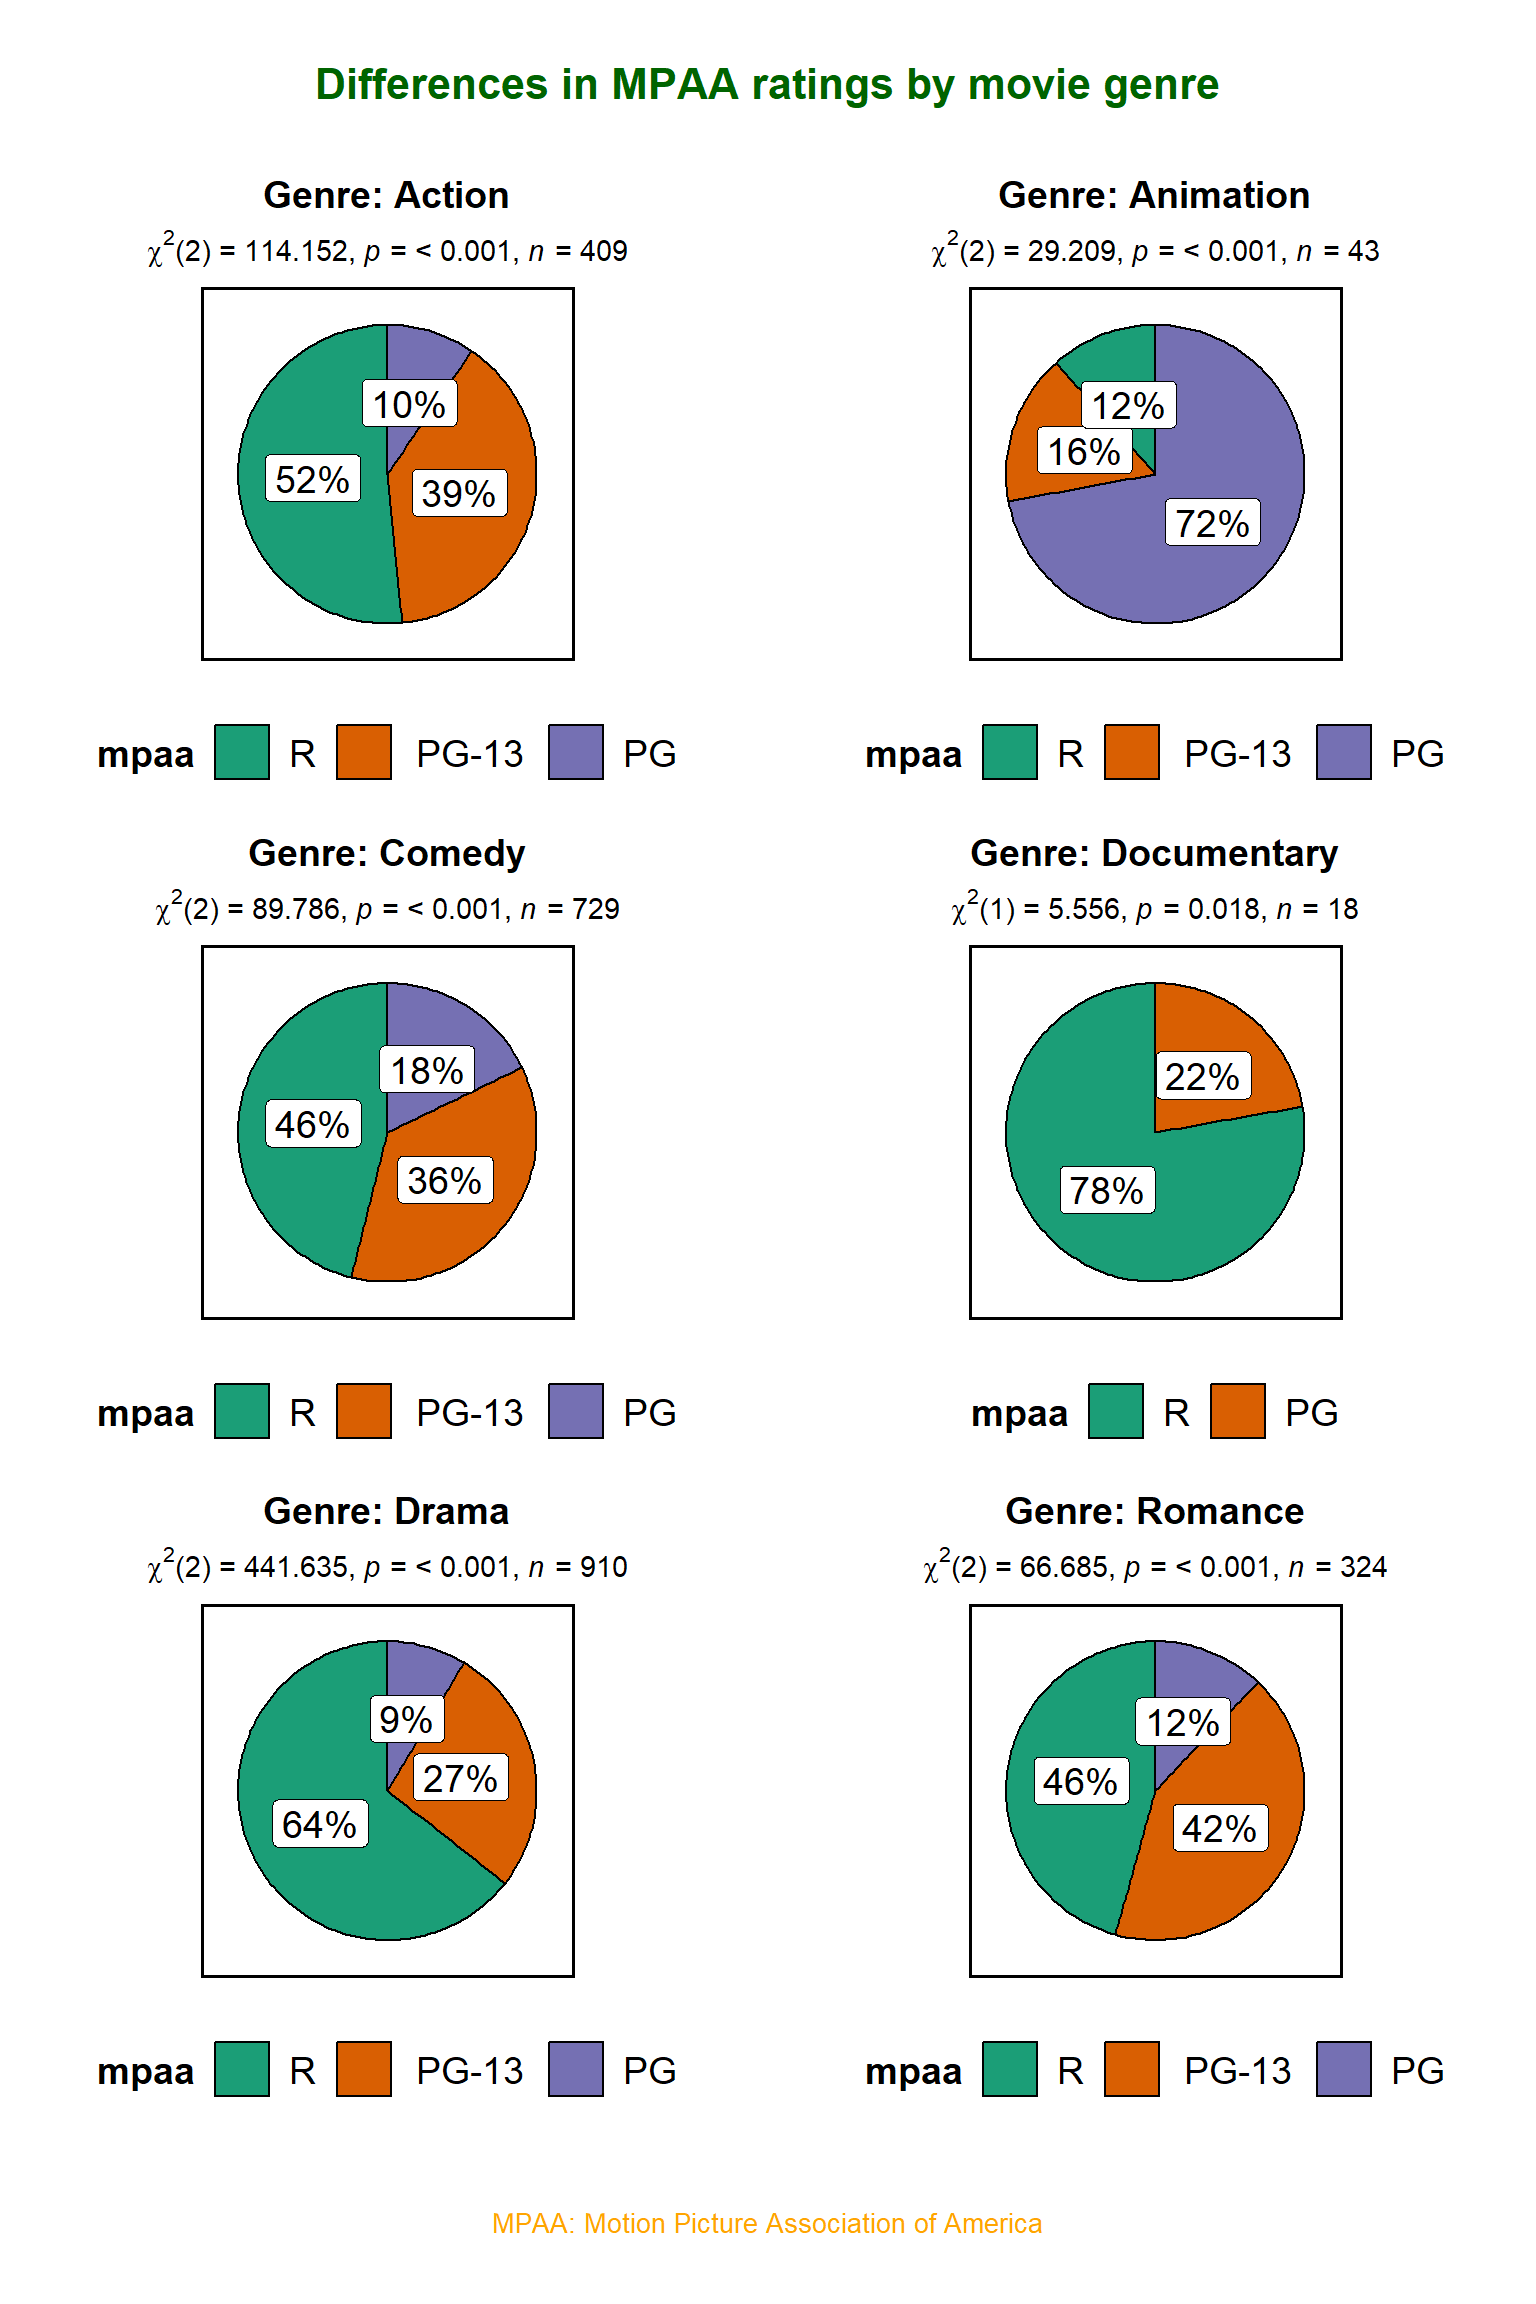 Differences in MPAA ratings by movie genre
Genre: Action
χ²(2) = 114.152, p = < 0.001, n = 409
10%
52%
39%
mpaa R PG-13 PG
Genre: Animation
χ²(2) = 29.209, p = < 0.001, n = 43
12%
16%
72%
mpaa R PG-13 PG
Genre: Comedy
χ²(2) = 89.786, p = < 0.001, n = 729
18%
46%
36%
mpaa R PG-13 PG
Genre: Documentary
χ²(1) = 5.556, p = 0.018, n = 18
22%
78%
mpaa R PG
Genre: Drama
χ²(2) = 441.635, p = < 0.001, n = 910
9%
27%
64%
mpaa R PG-13 PG
Genre: Romance
χ²(2) = 66.685, p = < 0.001, n = 324
12%
46%
42%
mpaa R PG-13 PG
MPAA: Motion Picture Association of America